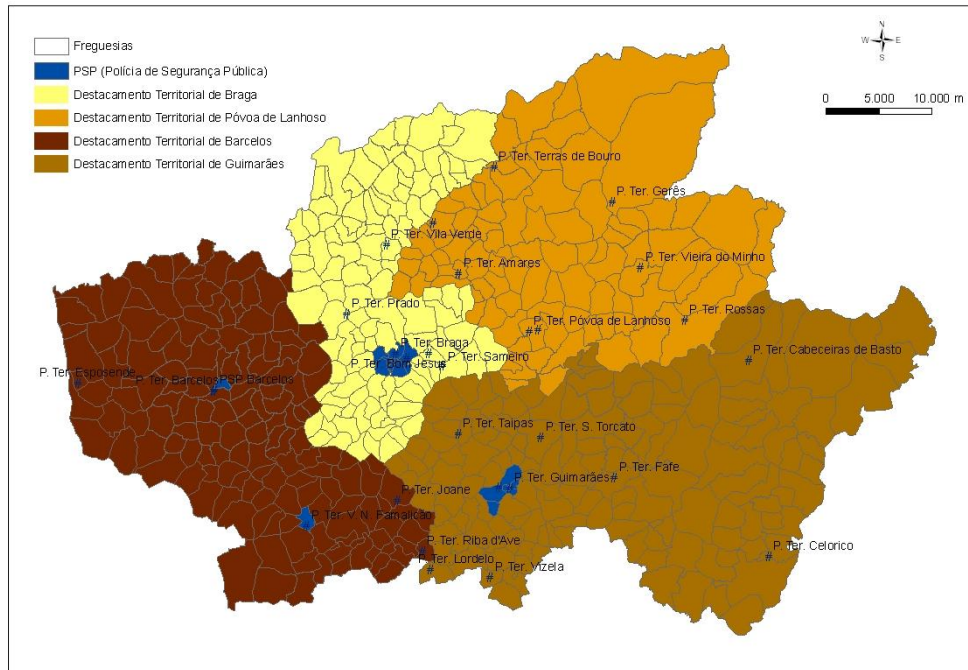 Freguesias
PSP (Polícia de Segurança Pública)
Destacamento Territorial de Braga
Destacamento Territorial de Póvoa de Lanhoso
Destacamento Territorial de Barcelos
Destacamento Territorial de Guimarães
N
W E
S
0 5.000 10.000 m
P. Ter. Terras de Bouro
P. Ter. Gerês
P. Ter. Vila Verde
P. Ter. Vieira do Minho
P. Ter. Amares
P. Ter. Prado
P. Ter. Rossas
P. Ter. Póvoa de Lanhoso
P. Ter. Braga
P. Ter. Sameiro
P. Ter. Bom Jesus
P. Ter. Cabeceiras de Basto
P. Ter. Esposende
P. Ter. Barcelos
PSP Barcelos
P. Ter. Taipas
P. Ter. S. Torcato
P. Ter. Fafe
P. Ter. Guimarães
P. Ter. Joane
P. Ter. V. N. Famalicão
P. Ter. Riba d'Ave
P. Ter. Celorico
P. Ter. Lordelo
P. Ter. Vizela